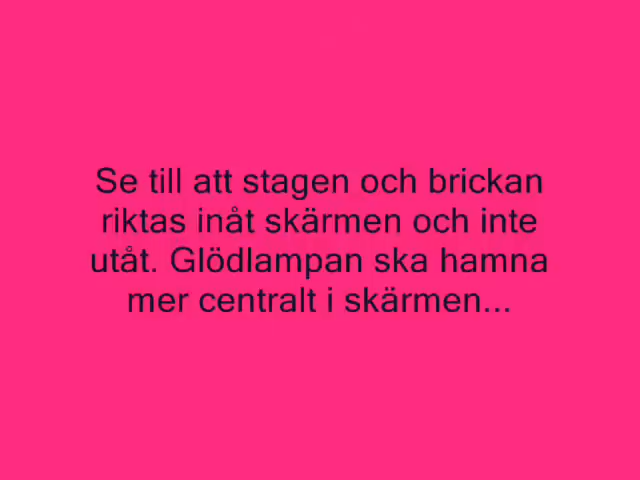 Se till att stagen och brickan
riktas inåt skärmen och inte
utåt. Glödlampan ska hamna
mer centralt i skärmen...